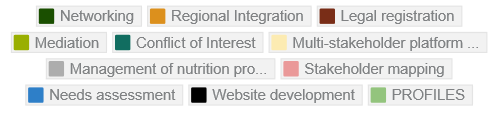 Networking Regional Integration Legal registration
Mediation Conflict of Interest Multi-stakeholder platform ...
Management of nutrition pro... Stakeholder mapping
Needs assessment Website development PROFILES